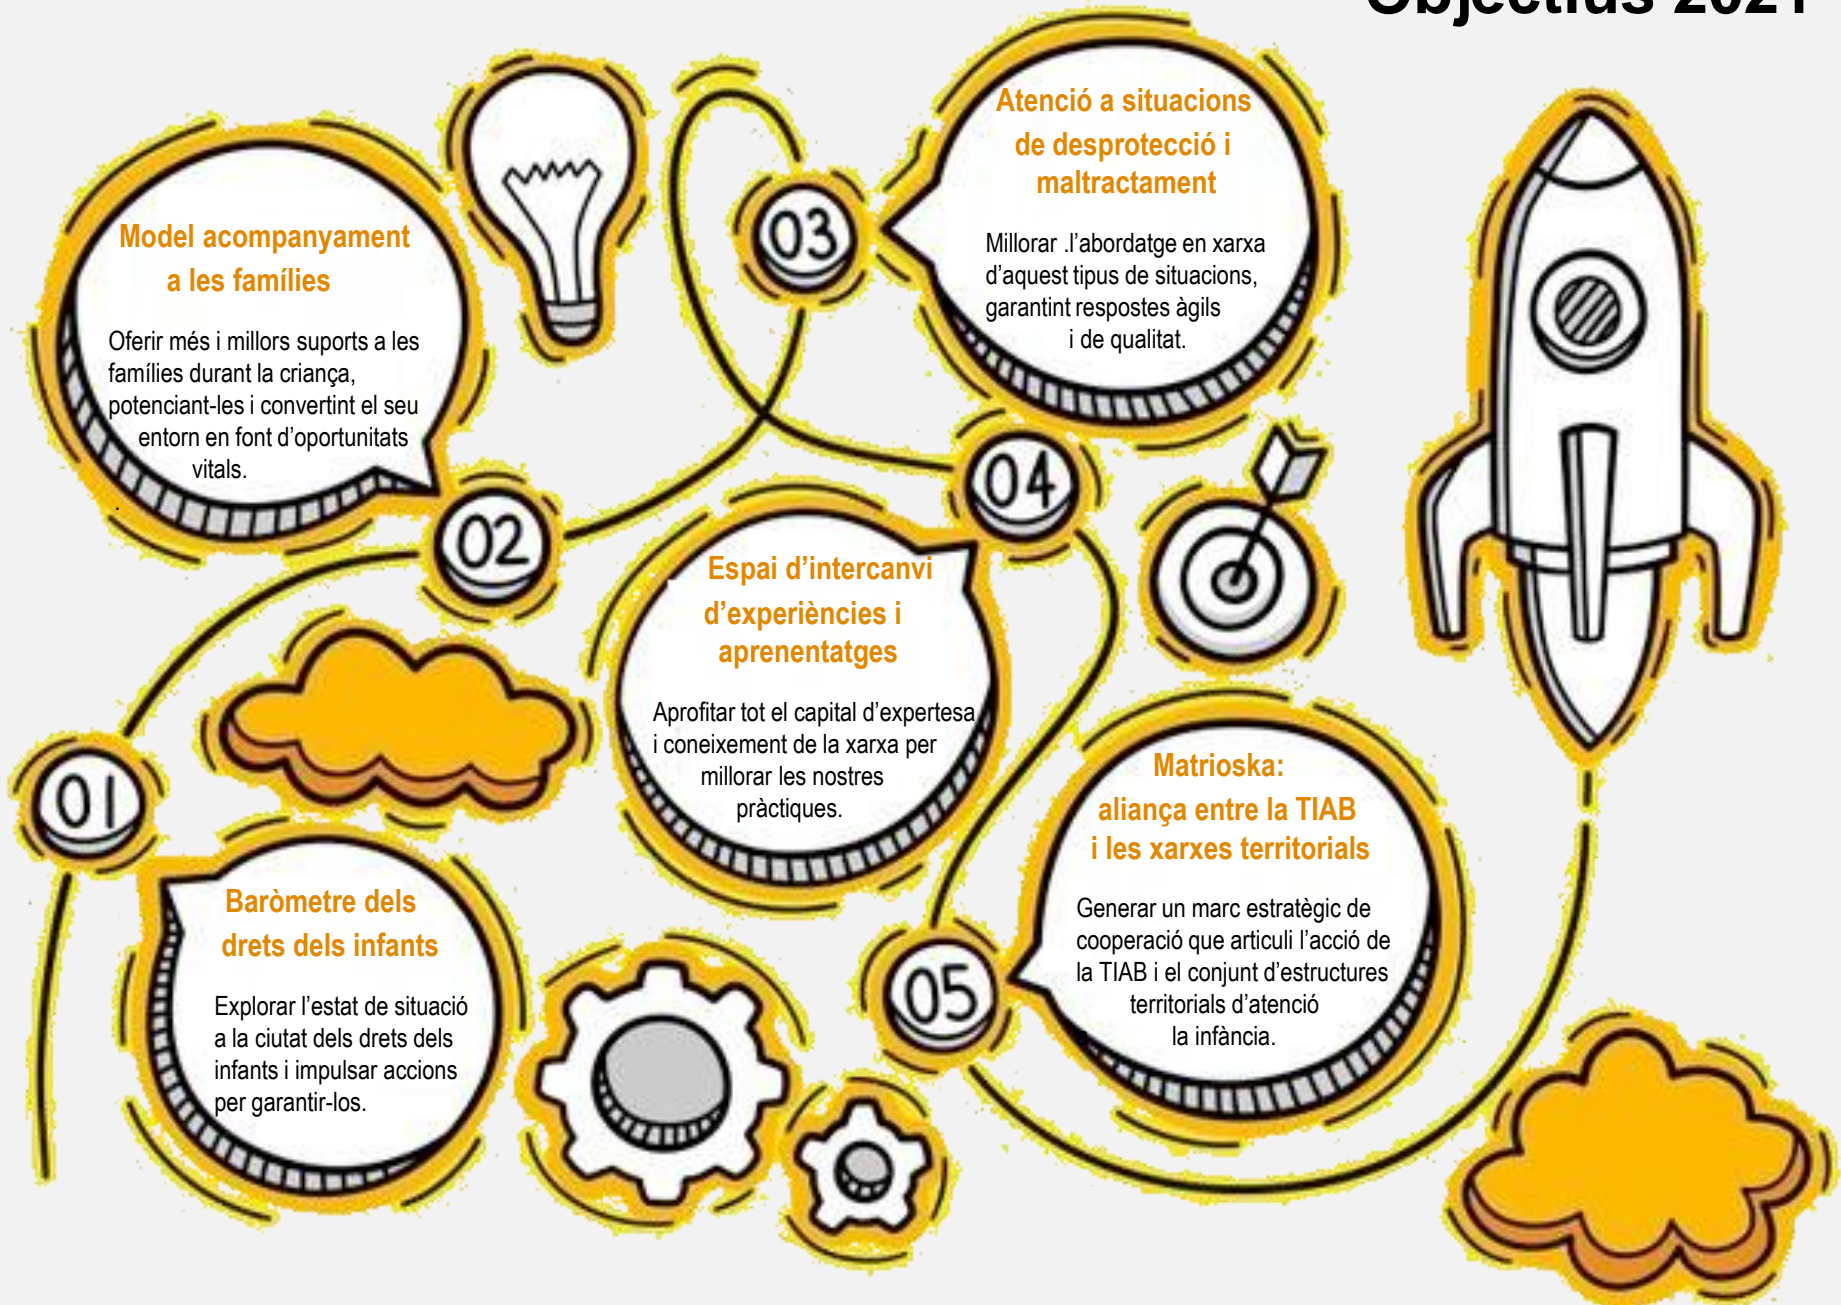 Objectius 2021
01
Baròmetre dels
drets dels infants
Explorar l’estat de situació
a la ciutat dels drets dels
infants i impulsar accions
per garantir-los.
02
Model acompanyament
a les famílies
Oferir més i millors suports a les
famílies durant la criança,
potenciant-les i convertint el seu
entorn en font d’oportunitats
vitals.
.
03
Atenció a situacions
de desprotecció i
maltractament
Millorar .l’abordatge en xarxa
d’aquest tipus de situacions,
garantint respostes àgils
i de qualitat.
04
Espai d’intercanvi
d’experiències i
aprenentatges
Aprofitar tot el capital d’expertesa
i coneixement de la xarxa per
millorar les nostres
pràctiques.
05
Matrioska:
aliança entre la TIAB
i les xarxes territorials
Generar un marc estratègic de
cooperació que articuli l’acció de
la TIAB i el conjunt d’estructures
territorials d’atenció
la infància.